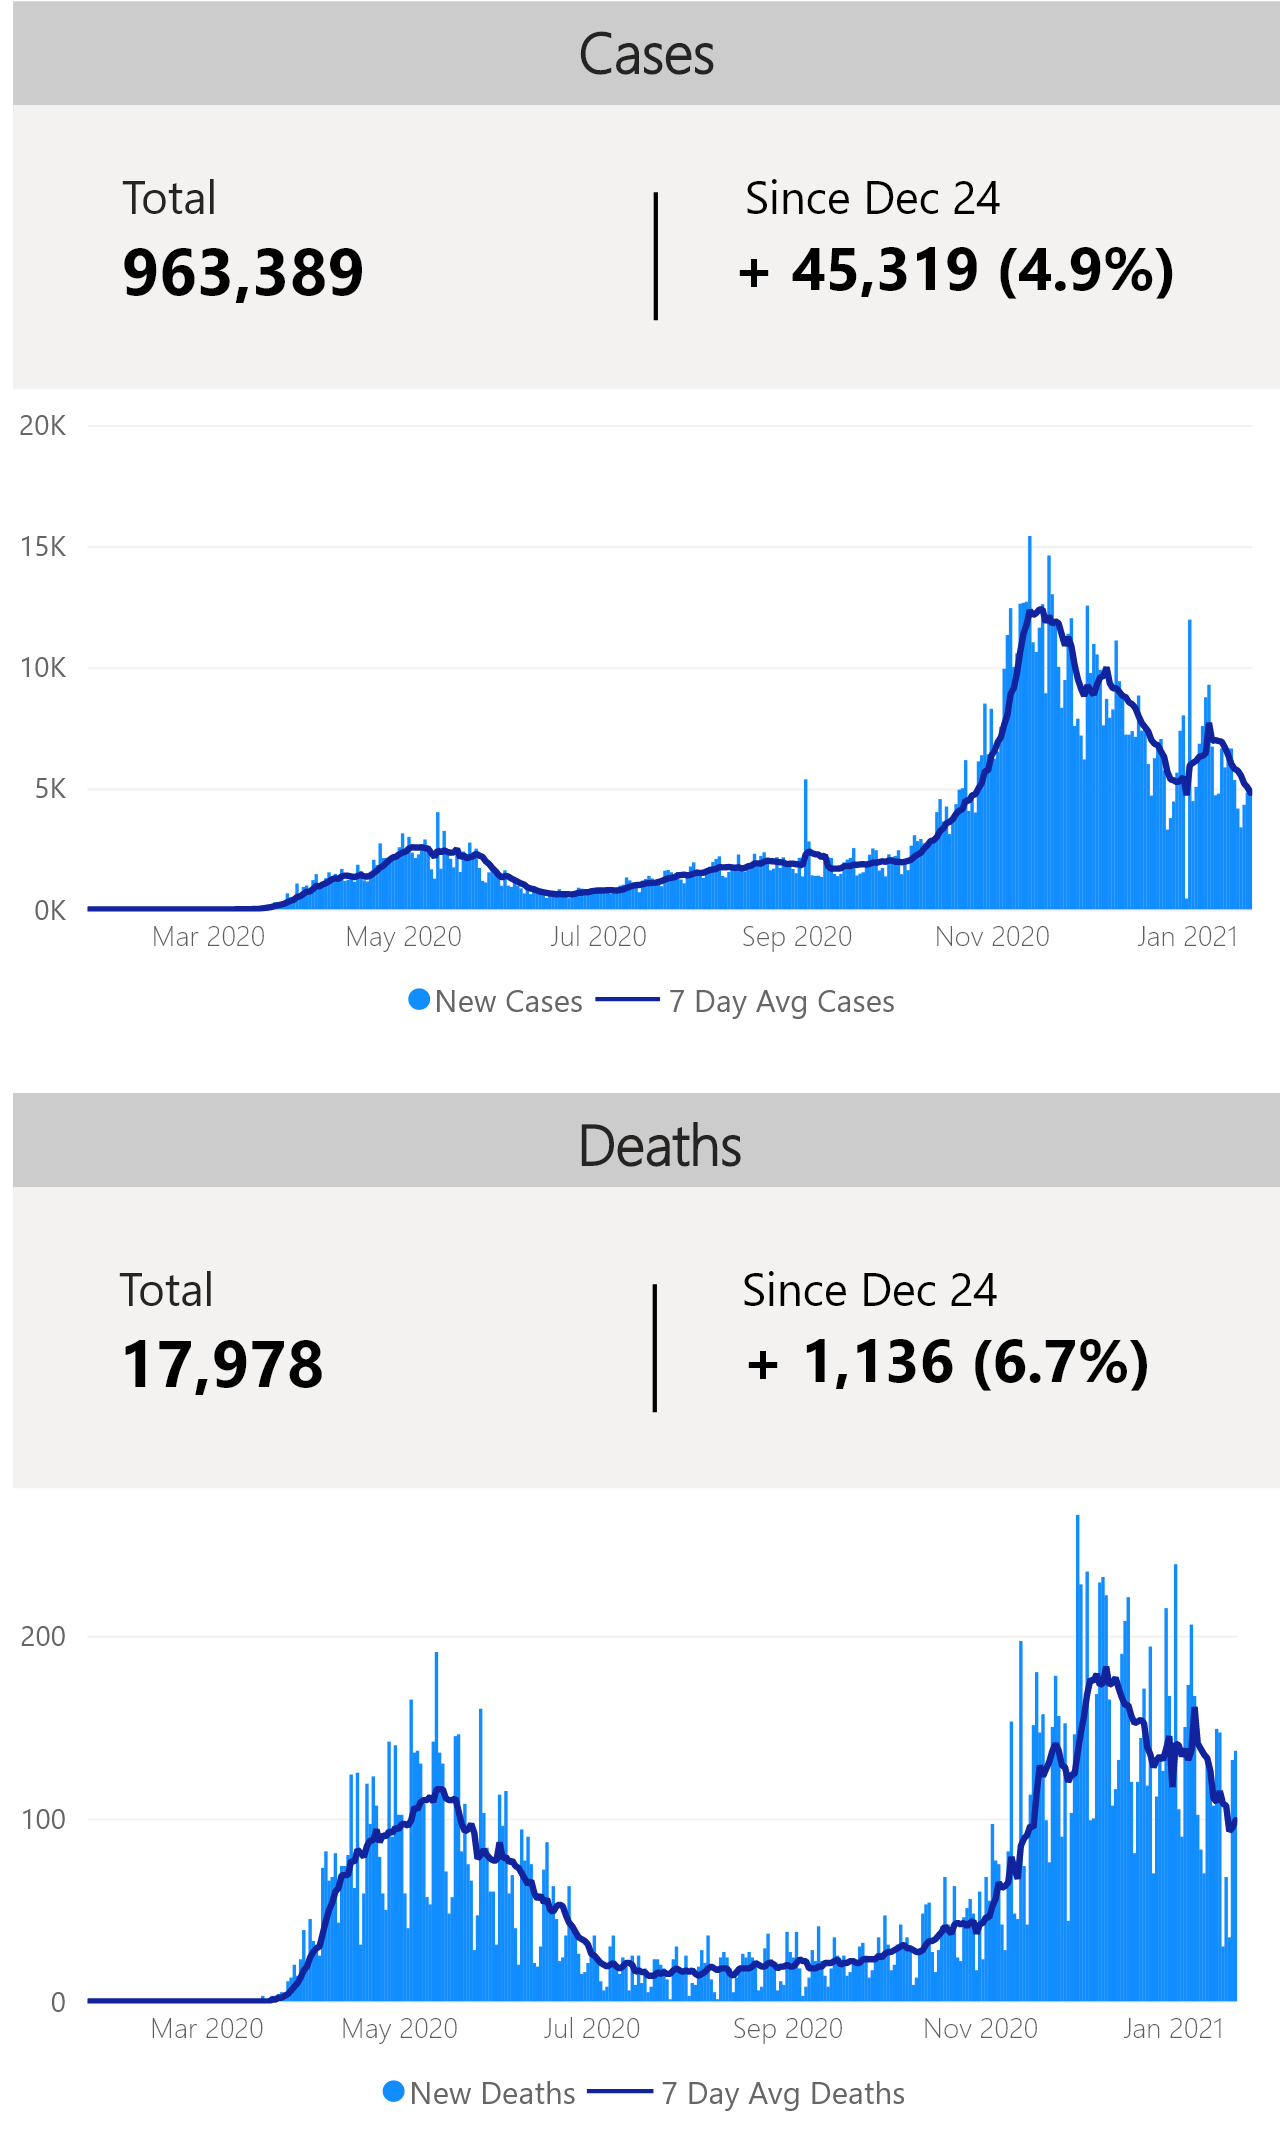 Cases
Total
Since Dec 24
963,389
+ 45,319 (4.9%)
20K
15K
10K
5K
0K
Mar 2020
May 2020
Jul 2020
Sep 2020
Nov 2020
Jan 2021
New Cases
7 Day Avg Cases
Deaths
Total
Since Dec 24
17,978
+ 1,136 (6.7%)
200
100
0
Mar 2020
May 2020
Jul 2020
Sep 2020
Nov 2020
Jan 2021
New Deaths
7 Day Avg Deaths